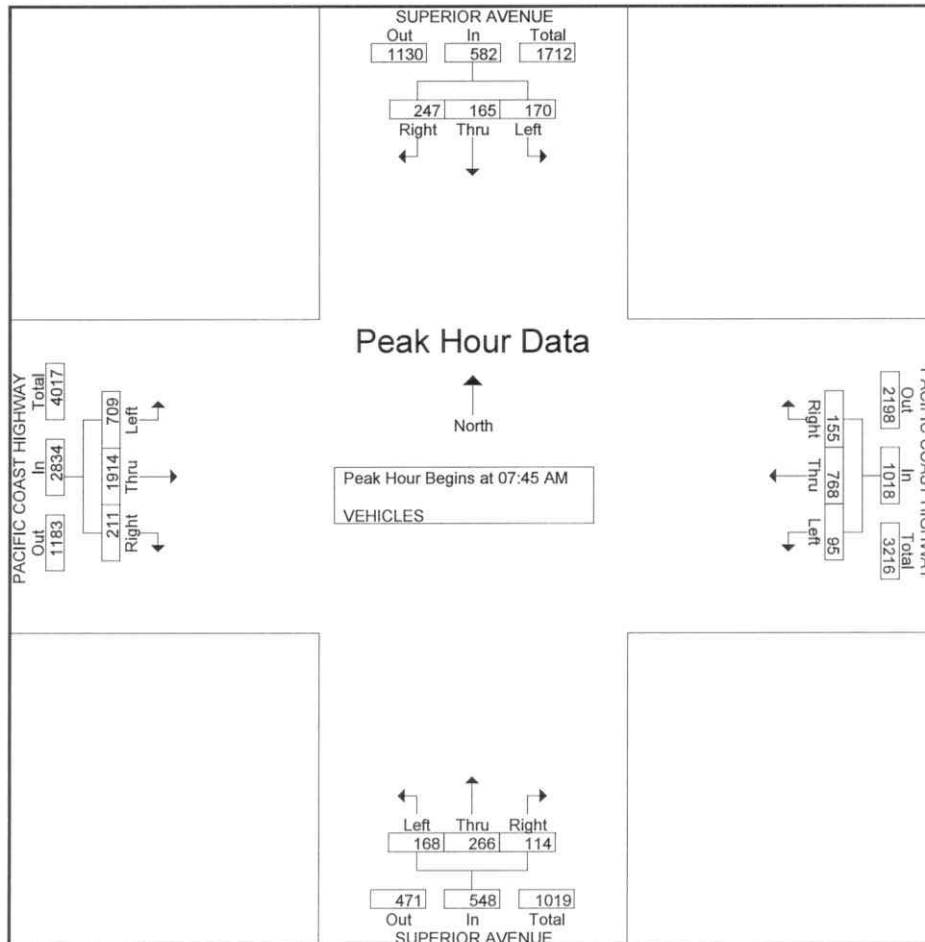 SUPERIOR AVENUE
Out In Total
1130 582 1712
247 165 170
Right Thru Left
Peak Hour Data
North
Peak Hour Begins at 07:45 AM
VEHICLES
PACIFIC COAST HIGHWAY
Total In Out
4017 2834 1183
709 1914 211
Left Thru Right
PACIFIC COAST HIGHWAY
Out In Total
2198 1018 3216
155 768 95
Right Thru Left
Left Thru Right
168 266 114
471 548 1019
Out In Total
SUPERIOR AVENUE